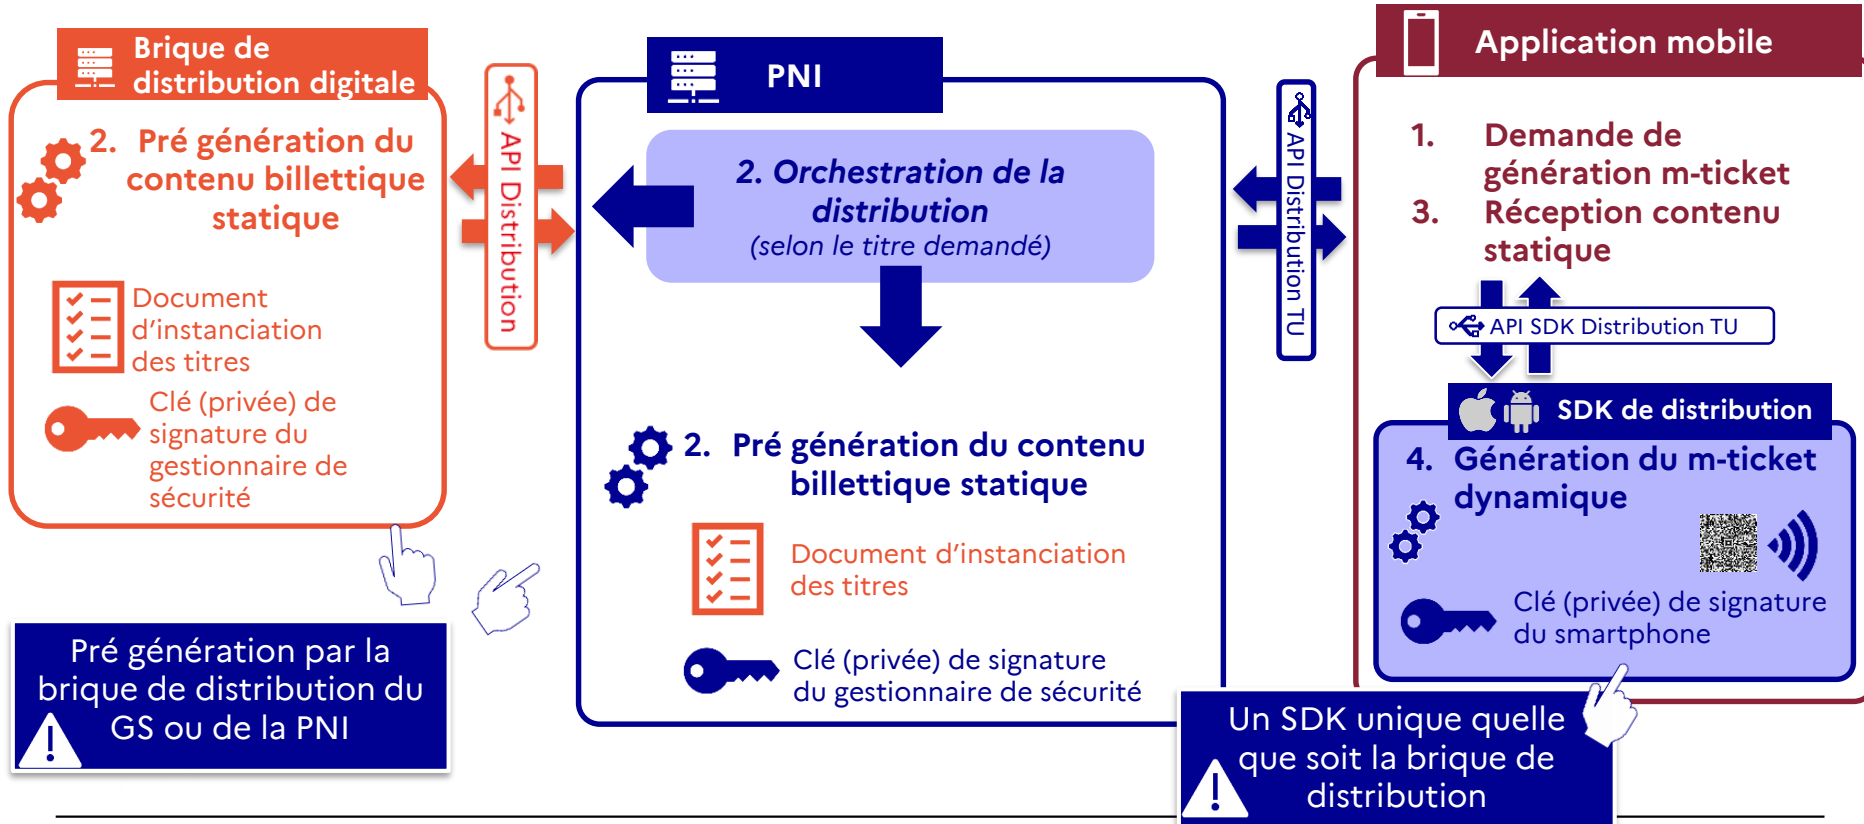 Brique de
distribution digitale
2. Pré génération du
contenu billettique
statique
Document
d'instanciation
des titres
Clé (privée) de
signature du
gestionnaire de
sécurité
Pré génération par la
brique de distribution du
GS ou de la PNI
API Distribution
PNI
2. Orchestration de la
distribution
(selon le titre demandé)
2. Pré génération du contenu
billettique statique
Document d'instanciation
des titres
Clé (privée) de signature
du gestionnaire de sécurité
API Distribution TU
Application mobile
1. Demande de
génération m-ticket
3. Réception contenu
statique
API SDK Distribution TU
SDK de distribution
4. Génération du m-ticket
dynamique
Clé (privée) de signature
du smartphone
Un SDK unique quelle
que soit la brique de
distribution